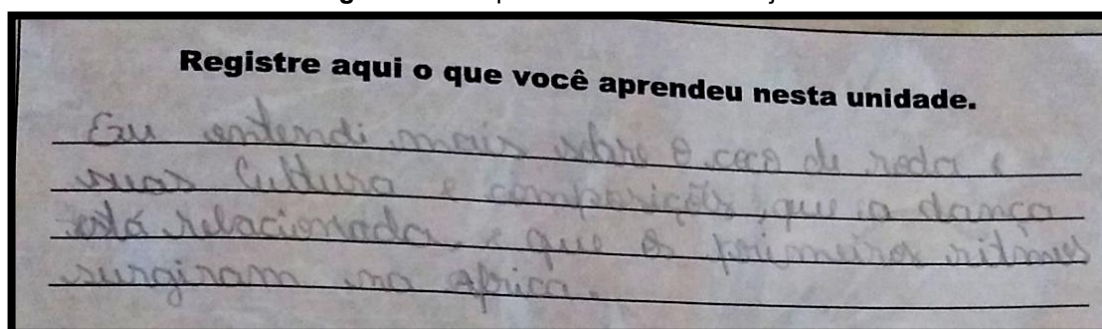 Registre aqui o que você aprendeu nesta unidade.
Eu entendi mais sobre o coco de roda e
suas Cultura e composições, que a dança
está relacionada, e que os primeiros ritmos
surgiram na Africa.